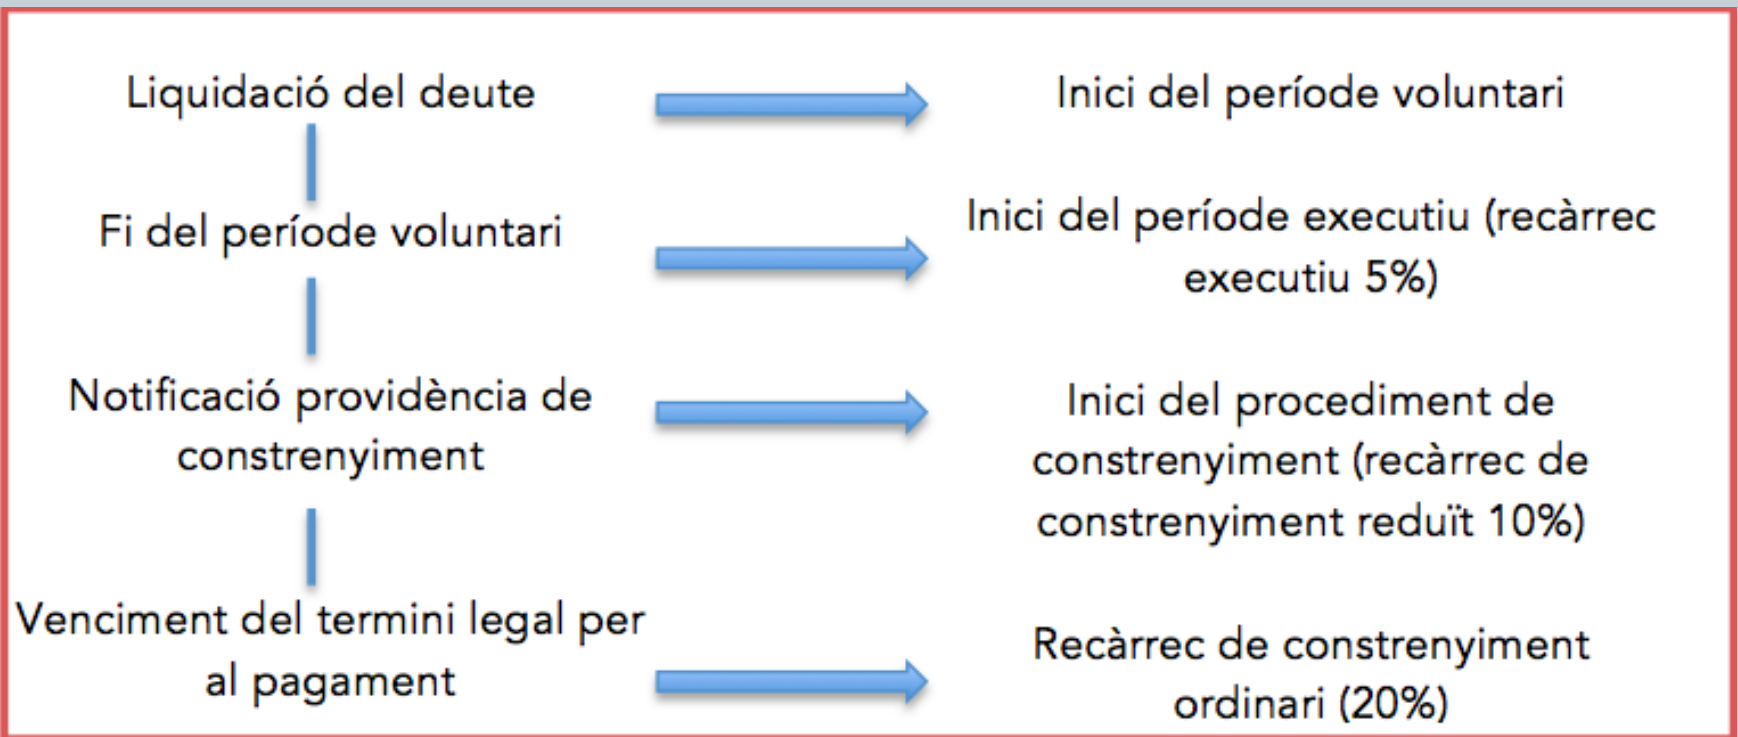 Liquidació del deute
Inici del període voluntari
Fi del període voluntari
Inici del període executiu (recàrrec
executiu 5%)
Notificació providència de
constrenyiment
Inici del procediment de
constrenyiment (recàrrec de
constrenyiment reduït 10%)
Venciment del termini legal per
al pagament
Recàrrec de constrenyiment
ordinari (20%)